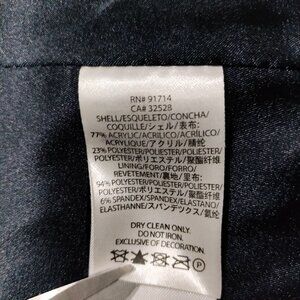 RN# 91714
CA# 32528
SHELL/ESQUELETO/CONCHA/
COQUILLE/シェル/表布:
77% ACRYLIC/ACRILICO/ACRÍLICO/
ACRYLIQUE/アクリル/腈纶
23% POLYESTER/POLIESTER/POLIÉSTER/
POLYESTER/ポリエステル/聚酯纤维
LINING/FORO/FORRO/
REVETEMENT/裏地/里布:
94% POLYESTER/POLIESTER/POLIÉSTER/
POLYESTER/ポリエステル/聚酯纤维
6% SPANDEX/SPANDEX/ELASTANO/
ELASTHANNE/スパンデックス/氨纶
DRY CLEAN ONLY.
DO NOT IRON.
EXCLUSIVE OF DECORATION.
P